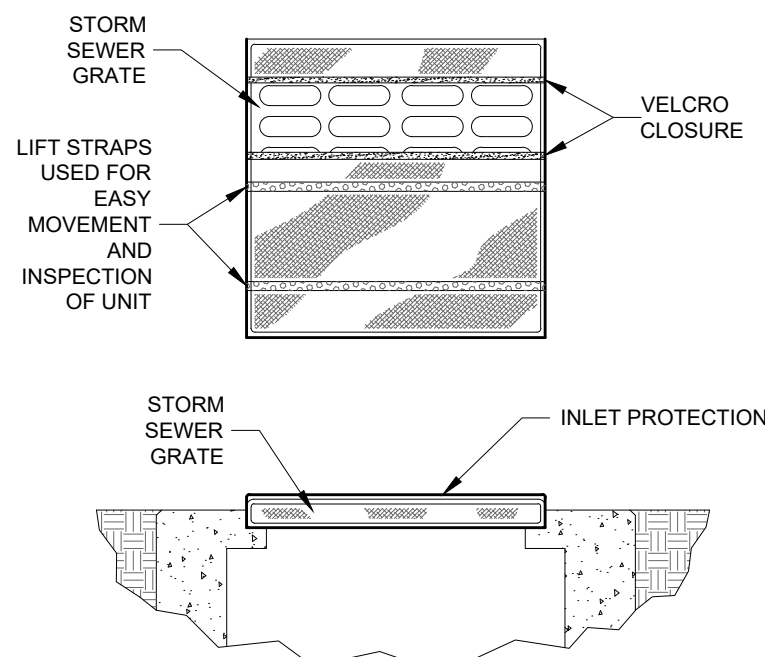 STORM
SEWER
GRATE
VELCRO
CLOSURE
LIFT STRAPS
USED FOR
EASY
MOVEMENT
AND
INSPECTION
OF UNIT
STORM
SEWER
GRATE
INLET PROTECTION